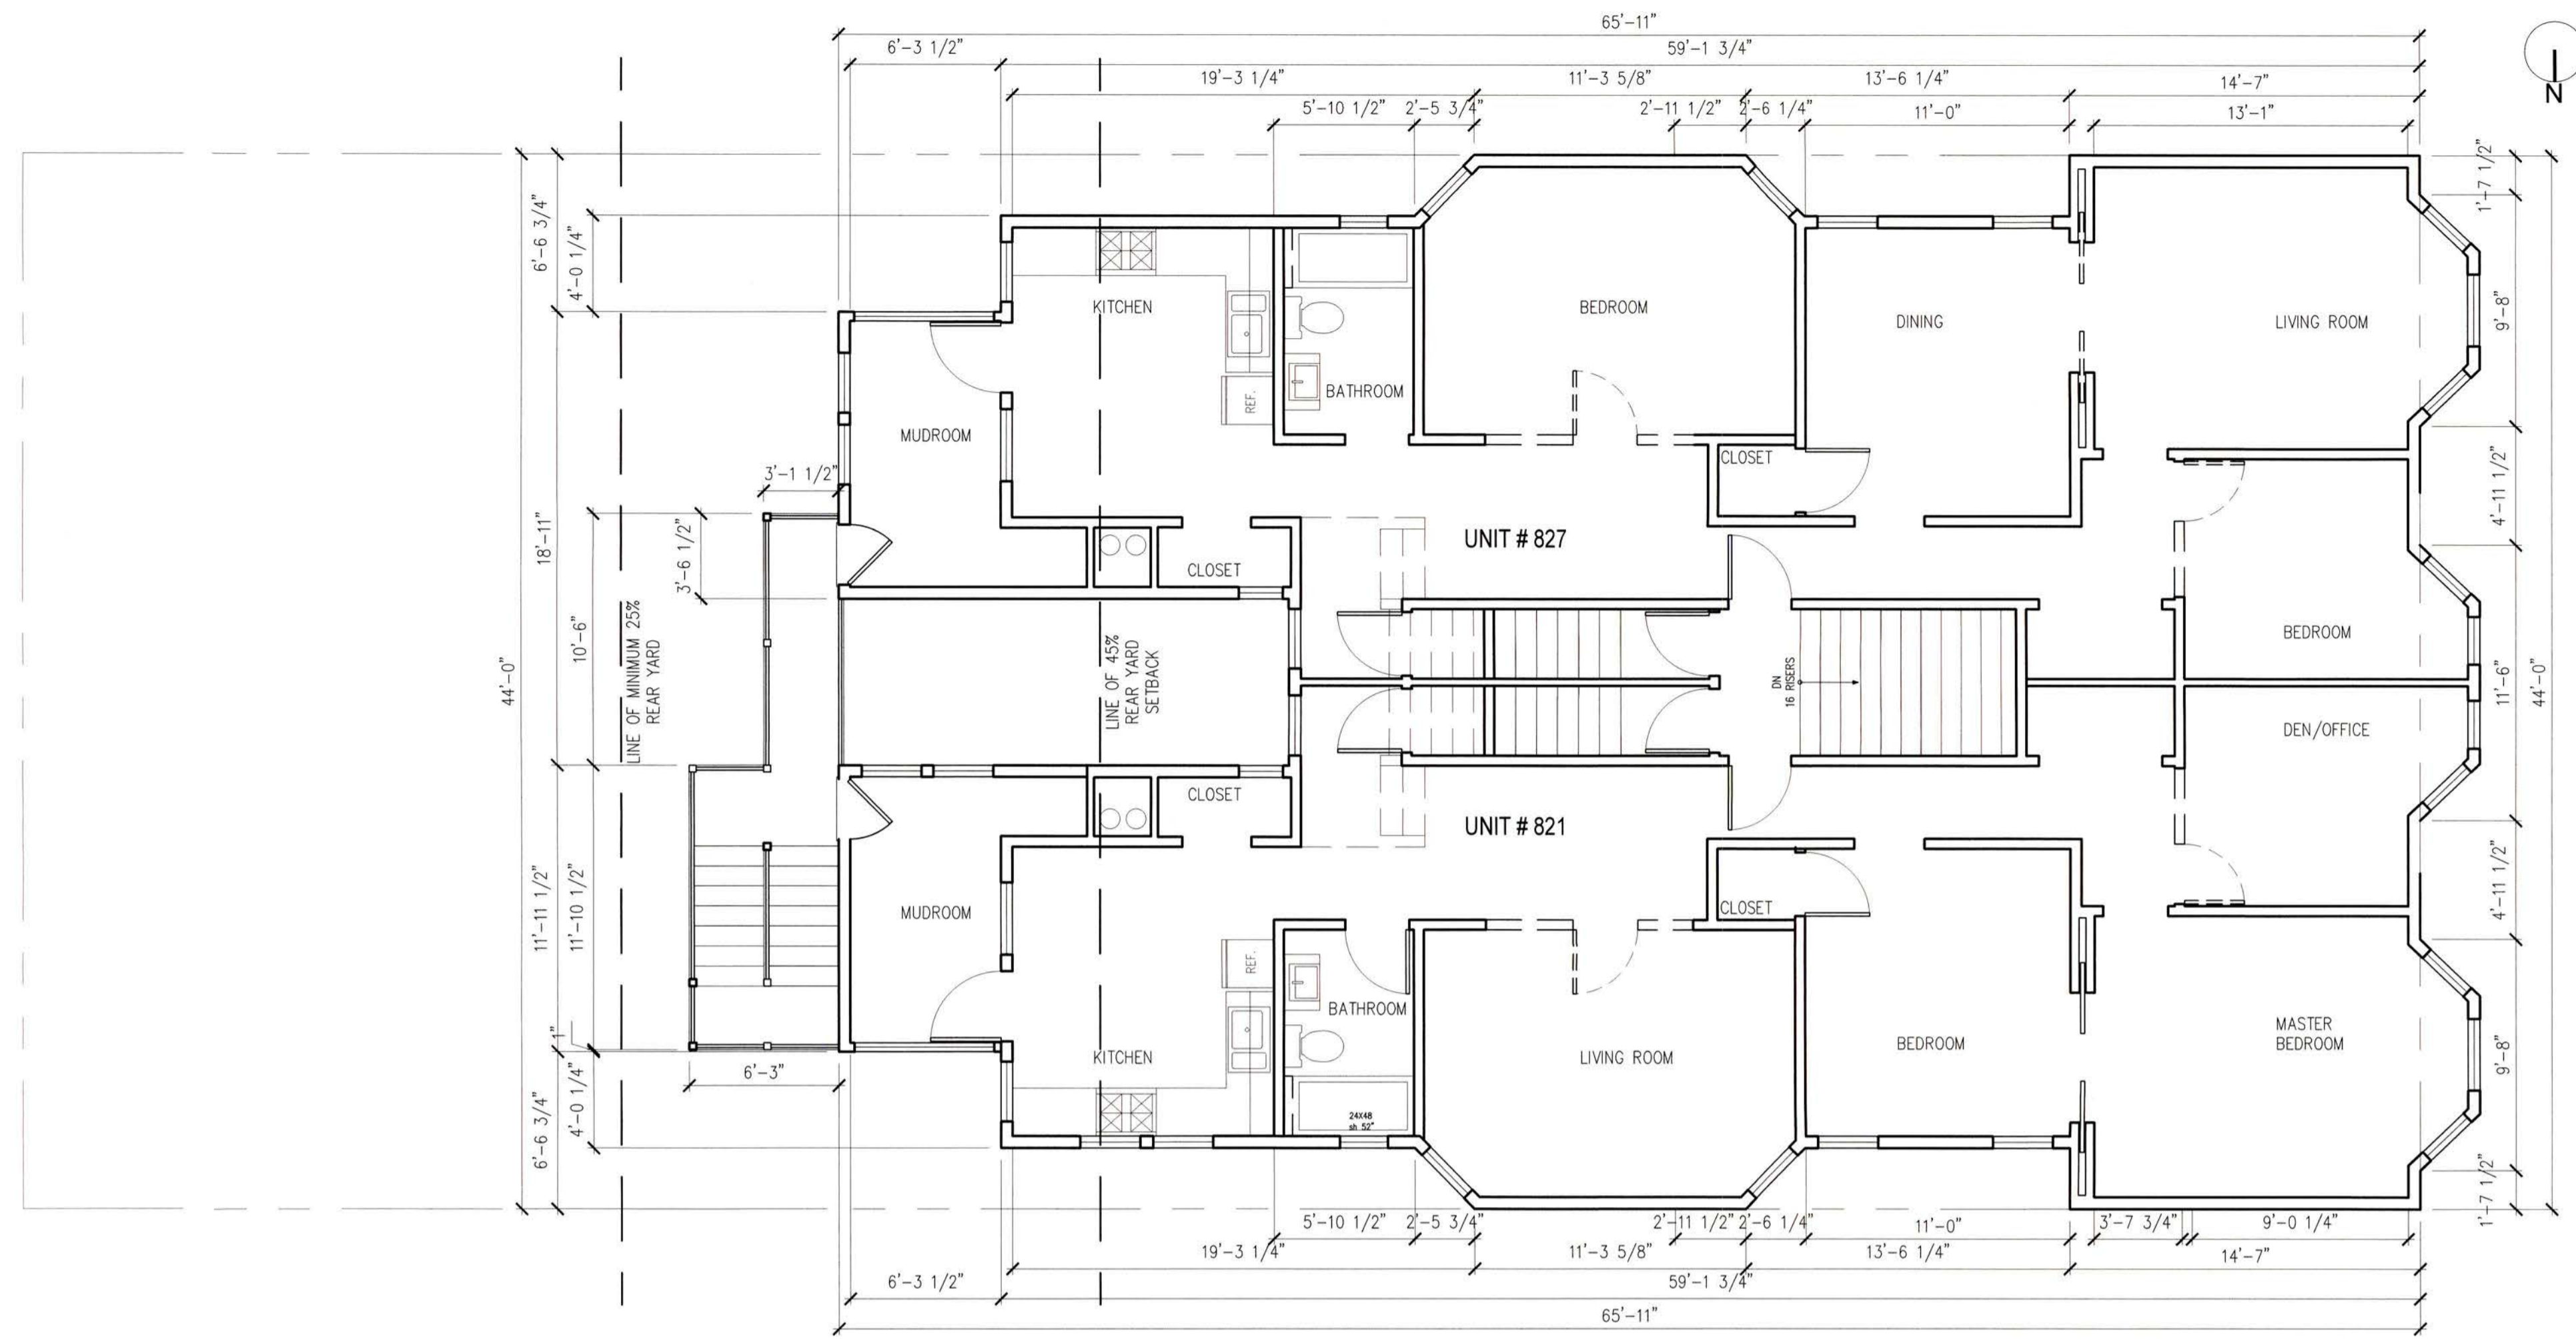 65'-11"
6'-3 1/2"
59'-1 3/4"
19'-3 1/4"
11'-3 5/8"
13'-6 1/4"
14'-7"
5'-10 1/2"
2'-5 3/4"
2'-11 1/2"
2'-6 1/4"
11'-0"
13'-1"
N
1'-7 1/2"
6'-6 3/4"
4'-0 1/4"
KITCHEN
BEDROOM
DINING
LIVING ROOM
9'-8"
BATHROOM
REF.
MUDROOM
CLOSET
3'-1 1/2"
4'-11 1/2"
18'-11"
3'-6 1/2"
UNIT # 827
CLOSET
10'-6"
LINE OF MINIMUM 25%
REAR YARD
LINE OF 45%
REAR YARD
SETBACK
BEDROOM
44'-0"
DN
16 RISERS
11'-6"
44'-0"
DEN/OFFICE
CLOSET
UNIT # 821
4'-11 1/2"
11'-11 1/2"
11'-10 1/2"
MUDROOM
CLOSET
REF.
BATHROOM
MASTER
BEDROOM
1"
KITCHEN
LIVING ROOM
BEDROOM
9'-8"
6'-3"
4'-0 1/4"
6'-6 3/4"
24X48
sh 52"
1'-7 1/2"
5'-10 1/2"
2'-5 3/4"
2'-11 1/2"
2'-6 1/4"
11'-0"
3'-7 3/4"
9'-0 1/4"
19'-3 1/4"
11'-3 5/8"
13'-6 1/4"
14'-7"
6'-3 1/2"
59'-1 3/4"
65'-11"